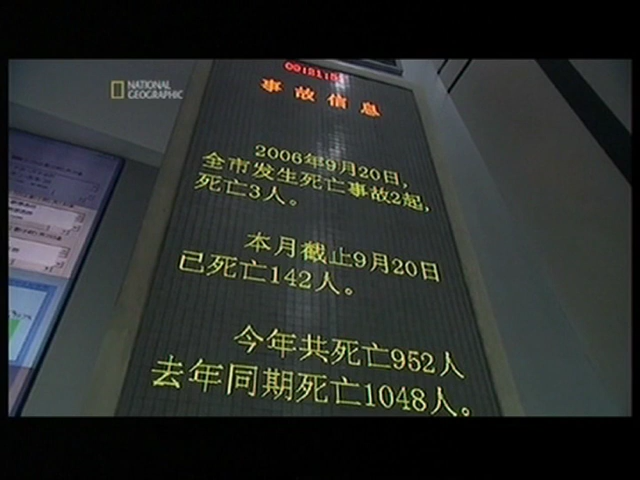 NATIONAL
GEOGRAPHIC
事故信息
2006年9月20日,
全市发生死亡事故2起,
死亡3人。
本月截止9月20日
已死亡142人。
今年共死亡952人
去年同期死亡1048人。